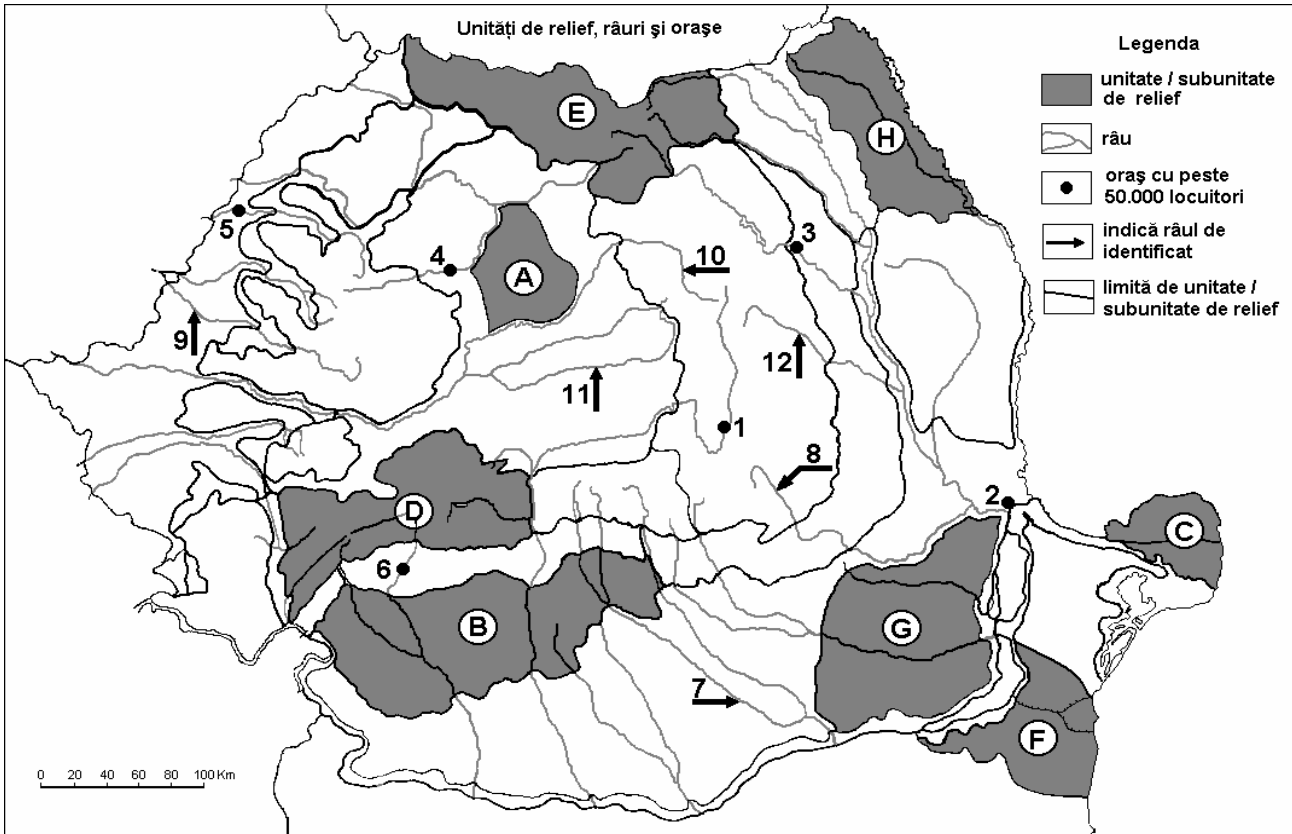 Unități de relief, râuri și orașe
Legenda
unitate / subunitate
de relief
râu
oraș cu peste
50.000 locuitori
indică râul de
identificat
limită de unitate /
subunitate de relief
E
H
5
4
3
A
10
9
12
11
1
8
2
D
C
6
B
G
7
F
0 20 40 60 80 100 Km